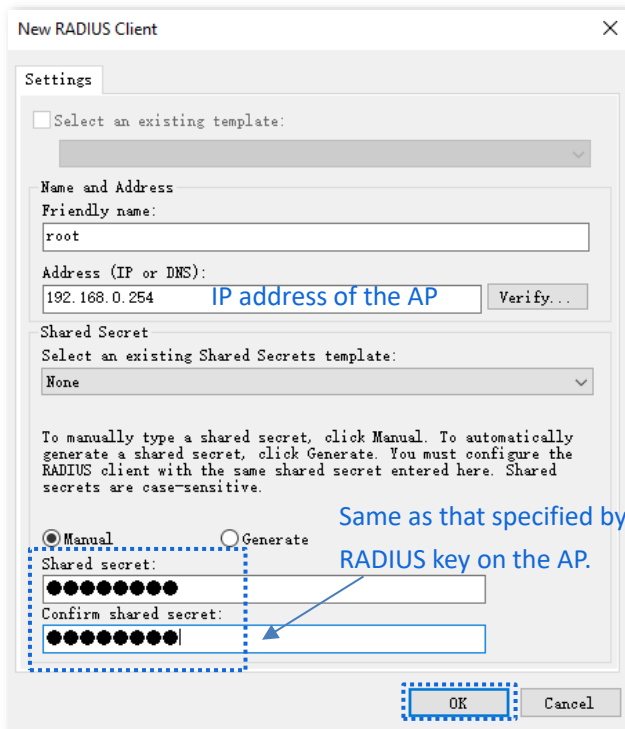 New RADIUS Client
Settings
Select an existing template:
Name and Address
Friendly name:
root
Address (IP or DNS):
192.168.0.254 IP address of the AP Verify...
Shared Secret
Select an existing Shared Secrets template:
None
To manually type a shared secret, click Manual. To automatically
generate a shared secret, click Generate. You must configure the
RADIUS client with the same shared secret entered here. Shared
secrets are case-sensitive.
Same as that specified by
Manual Generate
RADIUS key on the AP.
Shared secret:
●●●●●●●●
Confirm shared secret:
●●●●●●●●
OK Cancel